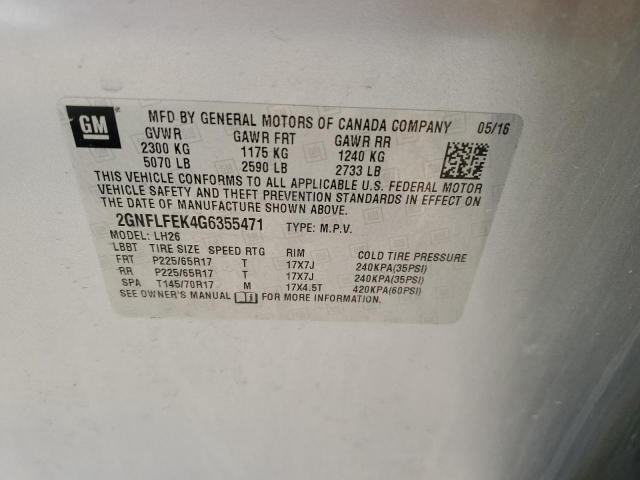 GM
MFD BY GENERAL MOTORS OF CANADA COMPANY 05/16
GVWR GAWR FRT GAWR RR
2300 KG 1175 KG 1240 KG
5070 LB 2590 LB 2733 LB
THIS VEHICLE CONFORMS TO ALL APPLICABLE U.S. FEDERAL MOTOR
VEHICLE SAFETY AND THEFT PREVENTION STANDARDS IN EFFECT ON
THE DATE OF MANUFACTURE SHOWN ABOVE.
2GNFLFEK4G6355471 TYPE: M.P.V.
MODEL: LH26
LBBT TIRE SIZE SPEED RTG RIM COLD TIRE PRESSURE
FRT P225/65R17 T 17X7J 240KPA(35PSI)
RR P225/65R17 T 17X7J 240KPA(35PSI)
SPA T145/70R17 M 17X4.5T 420KPA(60PSI)
SEE OWNER'S MANUAL FOR MORE INFORMATION